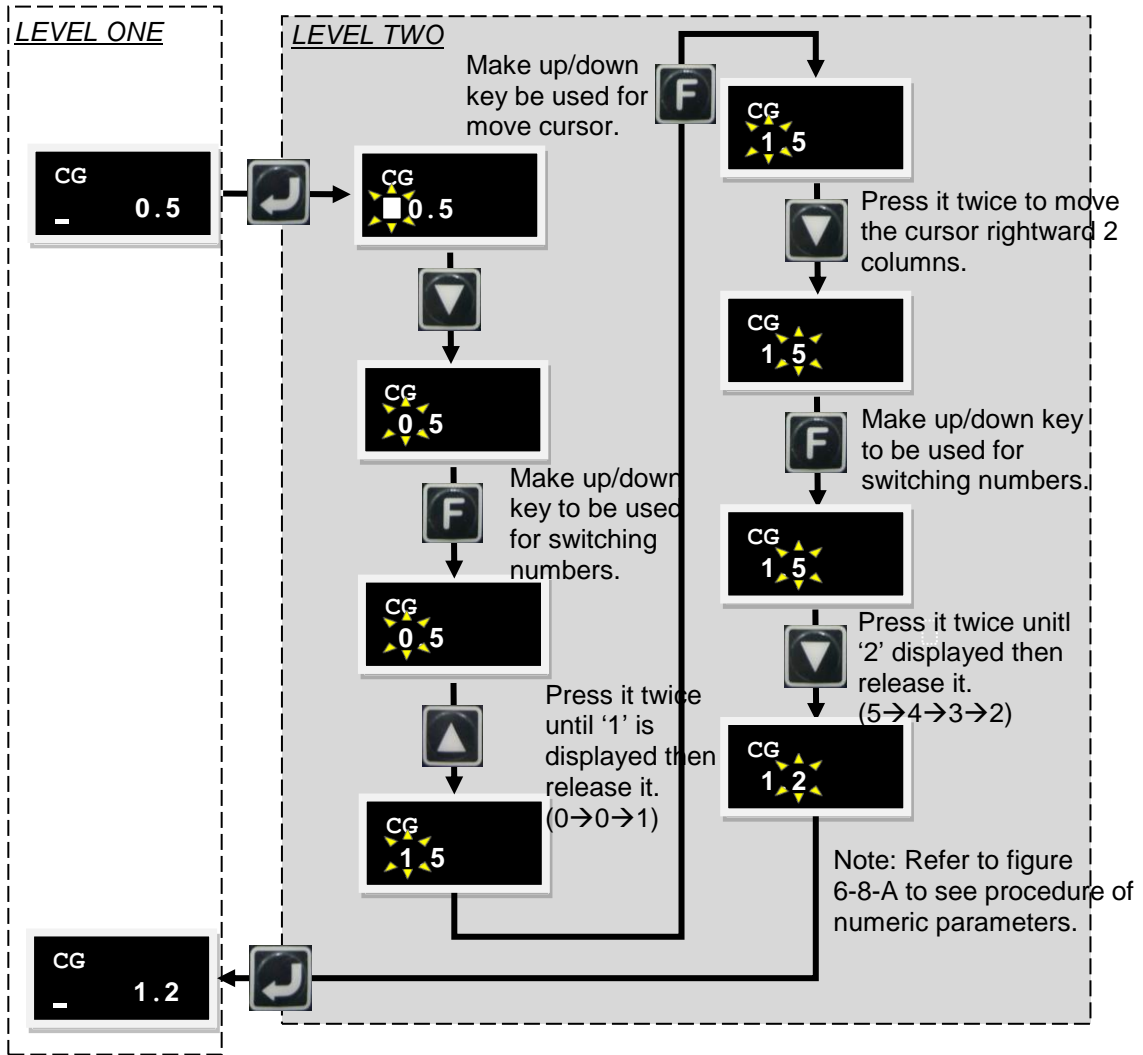 LEVEL ONE
CG
_ 0.5
LEVEL TWO
CG
0.5
CG
0.5
F
Make up/down
key to be used
for switching
numbers.
CG
0.5
Press it twice
until ‘1’ is
displayed then
release it.
(0→0→1)
CG
1.5
Make up/down
key be used for
move cursor.
F
CG
1.5
Press it twice to move
the cursor rightward 2
columns.
CG
1.5
F
Make up/down key
to be used for
switching numbers.
CG
1.5
Press it twice unitl
‘2’ displayed then
release it.
(5→4→3→2)
CG
1.2
Note: Refer to figure
6-8-A to see procedure of
numeric parameters.
CG
_ 1.2